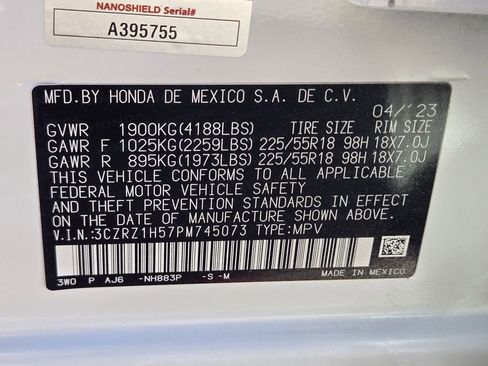 NANOSHIELD Serial#
A395755
MFD.BY HONDA DE MEXICO S.A. DE C.V.
04/'23
GVWR 1900KG(4188LBS) TIRE SIZE RIM SIZE
GAWR F 1025KG(2259LBS) 225/55R18 98H 18X7.0J
GAWR R 895KG(1973LBS) 225/55R18 98H 18X7.0J
THIS VEHICLE CONFORMS TO ALL APPLICABLE
FEDERAL MOTOR VEHICLE SAFETY
AND THEFT PREVENTION STANDARDS IN EFFECT
ON THE DATE OF MANUFACTURE SHOWN ABOVE.
V.I.N.:3CZRZ1H57PM745073 TYPE:MPV
3W0 P AJ6 -NH883P -S -M
MADE IN MEXICO